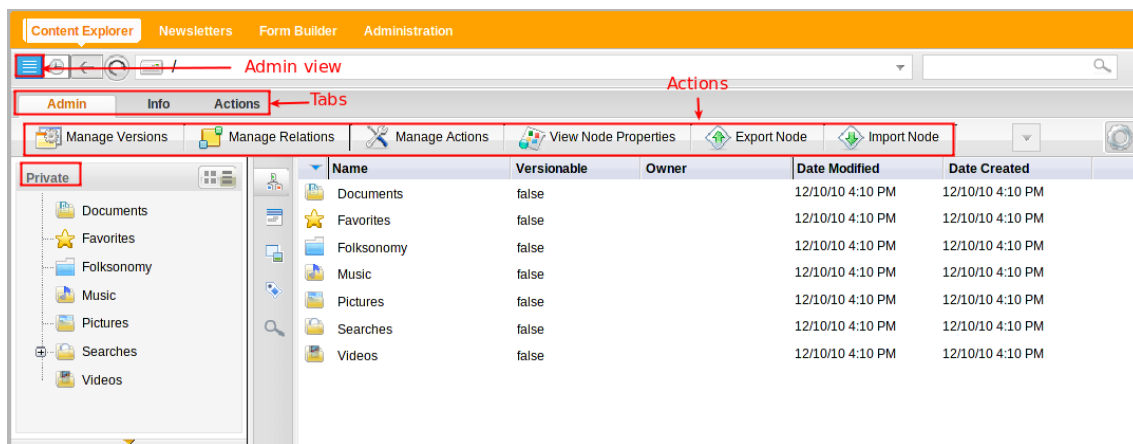 Content Explorer Newsletters Form Builder Administration
/ Admin view
Actions
Admin Info Actions Tabs
Manage Versions Manage Relations Manage Actions View Node Properties Export Node Import Node
Private
Documents
Favorites
Folksonomy
Music
Pictures
Searches
Videos
Name Versionable Owner Date Modified Date Created
Documents false 12/10/10 4:10 PM 12/10/10 4:10 PM
Favorites false 12/10/10 4:10 PM 12/10/10 4:10 PM
Folksonomy false 12/10/10 4:10 PM 12/10/10 4:10 PM
Music false 12/10/10 4:10 PM 12/10/10 4:10 PM
Pictures false 12/10/10 4:10 PM 12/10/10 4:10 PM
Searches false 12/10/10 4:10 PM 12/10/10 4:10 PM
Videos false 12/10/10 4:10 PM 12/10/10 4:10 PM